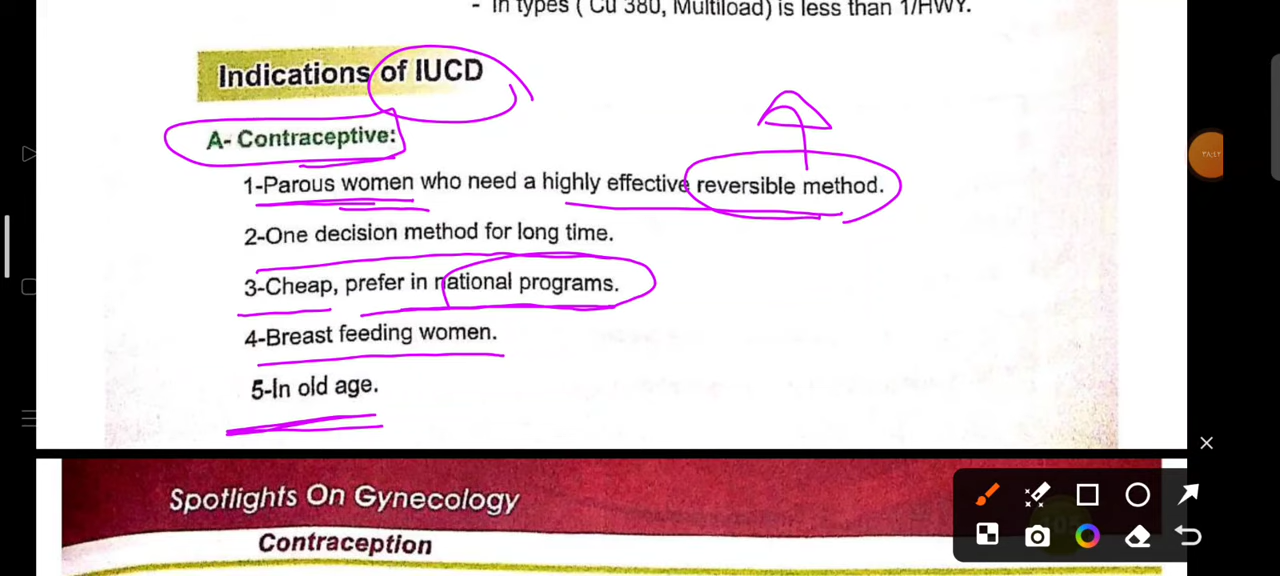 - In types ( Cu 380, Multiload) is less than 1/HWY.
Indications of IUCD
A- Contraceptive:
1-Parous women who need a highly effective reversible method.
2-One decision method for long time.
3-Cheap, prefer in national programs.
4-Breast feeding women.
5-In old age.
Spotlights On Gynecology
Contraception
٢٨:٤٢